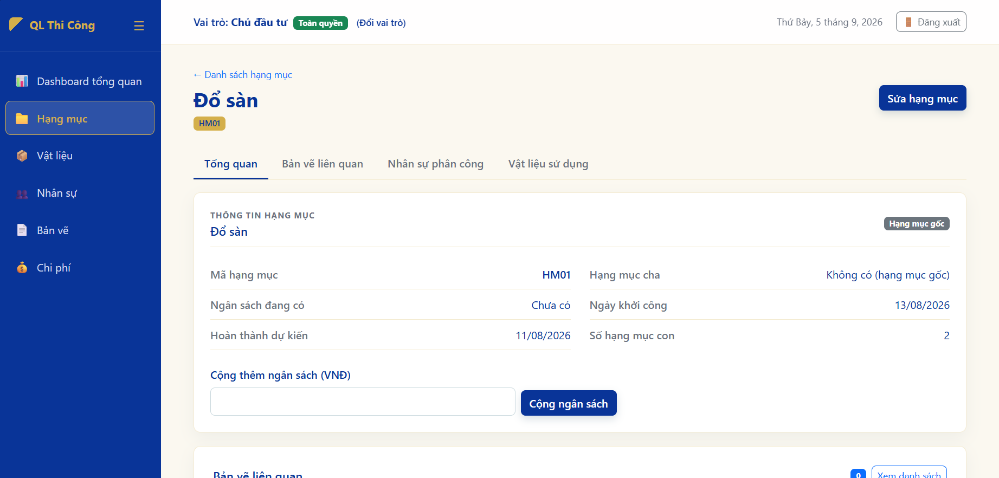 QL Thi Công
Vai trò: Chủ đầu tư Toàn quyền (Đổi vai trò)
Thứ Bảy, 5 tháng 9, 2026
Đăng xuất
Dashboard tổng quan
Hạng mục
Vật liệu
Nhân sự
Bản vẽ
Chi phí
← Danh sách hạng mục
Đổ sàn
HM01
Sửa hạng mục
Tổng quan
Bản vẽ liên quan
Nhân sự phân công
Vật liệu sử dụng
THÔNG TIN HẠNG MỤC
Đổ sàn
Hạng mục gốc
Mã hạng mục HM01
Hạng mục cha Không có (hạng mục gốc)
Ngân sách đang có Chưa có
Ngày khởi công 13/08/2026
Hoàn thành dự kiến 11/08/2026
Số hạng mục con 2
Cộng thêm ngân sách (VNĐ)
Cộng ngân sách
Bản vẽ liên quan
0
Xem danh sách